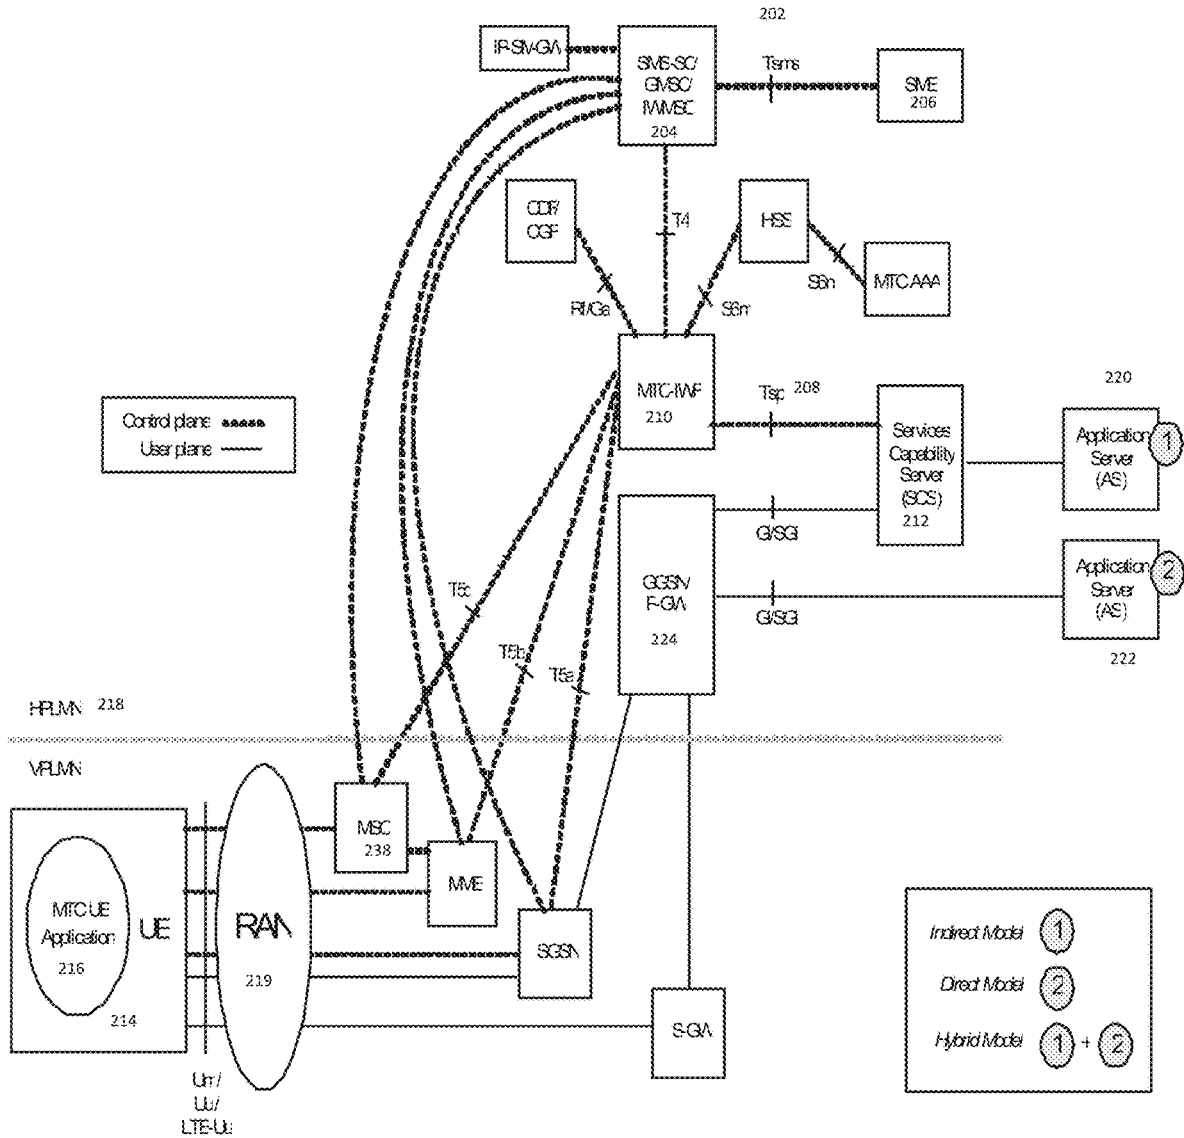 202
IP-SM-GW
SMS-SC/
GMSC/
IWMSC
204
Tsms
SME
206
CDF/
CGF
T4
HSS
Rf/Ga
S6m
S6n
MTC AAA
MTC-IWF
210
Tsp 208
Services
Capability
Server
(SCS)
212
220
Application
Server
(AS)
1
Control plane
User plane
Gi/SGi
GGSN/
P-GW
224
Gi/SGi
Application
Server
(AS)
2
222
T5c
T5b
T5a
HPLMN 218
VPLMN
MSC
238
MME
SGSN
S-GW
MTC UE
Application
216
UE
214
RAN
219
Um /
Uu /
LTE-Uu
Indirect Model 1
Direct Model 2
Hybrid Model 1 + 2